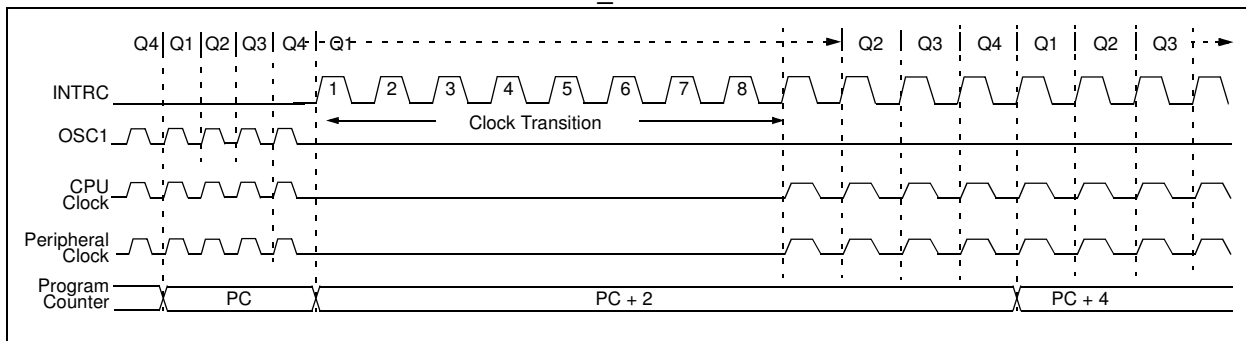 Q4 Q1 Q2 Q3 Q4 Q1 Q2 Q3 Q4 Q1 Q2 Q3
INTRC 1 2 3 4 5 6 7 8
Clock Transition
OSC1
CPU
Clock
Peripheral
Clock
Program
Counter
PC PC + 2 PC + 4